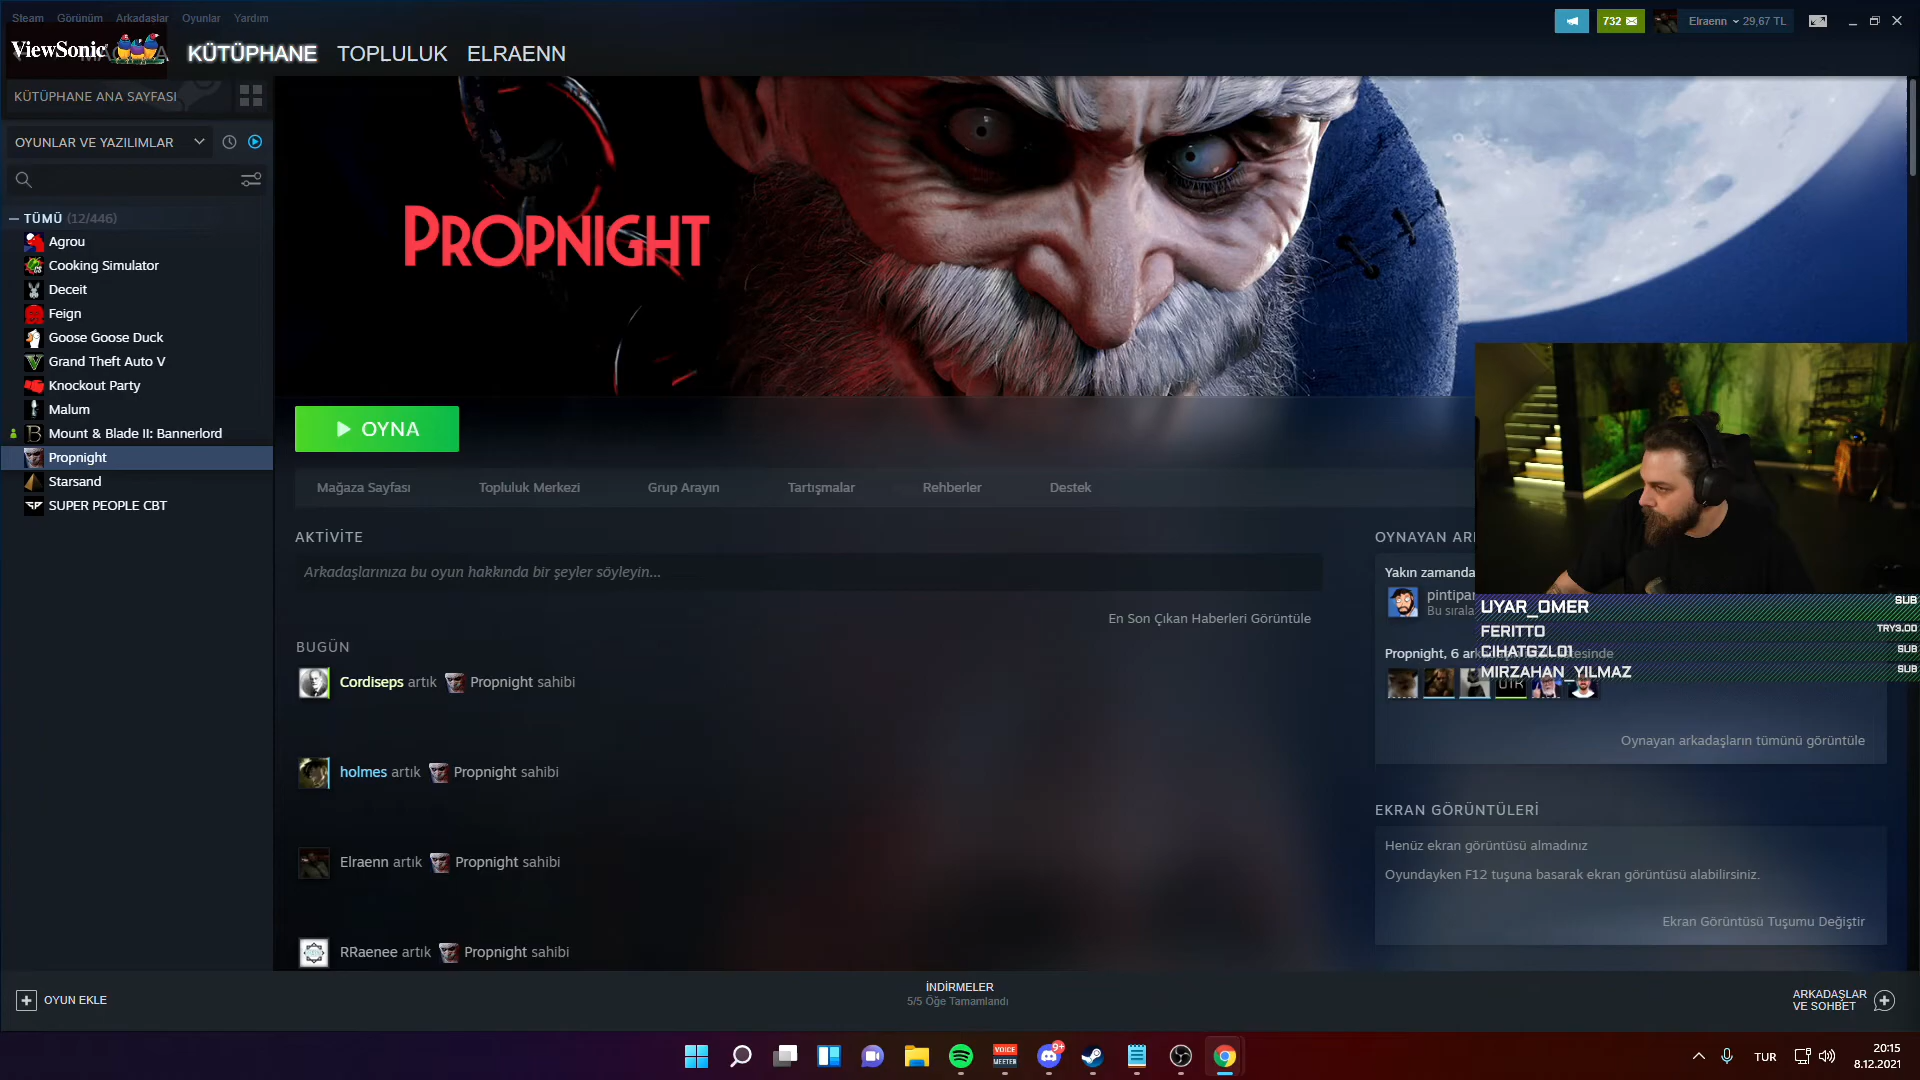 Steam Görünüm Arkadaşlar Oyunlar Yardım
732
Elraenn 29,67 TL
ViewSonic
KÜTÜPHANE TOPLULUK ELRAENN
KÜTÜPHANE ANA SAYFASI
OYUNLAR VE YAZILIMLAR
TÜMÜ (12/446)
Agrou
Cooking Simulator
Deceit
Feign
Goose Goose Duck
Grand Theft Auto V
Knockout Party
Malum
Mount & Blade II: Bannerlord
Propnight
Starsand
SUPER PEOPLE CBT
PROPNIGHT
OYNA
Mağaza Sayfası Topluluk Merkezi Grup Arayın Tartışmalar Rehberler Destek
AKTİVİTE
Arkadaşlarınıza bu oyun hakkında bir şeyler söyleyin...
En Son Çıkan Haberleri Görüntüle
BUGÜN
Cordiseps artık Propnight sahibi
holmes artık Propnight sahibi
Elraenn artık Propnight sahibi
RRaenee artık Propnight sahibi
OYNAYAN
Yakın zamanda
Bu
UYAR_OMER SUB
FERITTO TRY3.00
CIHATGZL01 SUB
MIRZAHAN_YILMAZ SUB
Propnight, 6
Oynayan arkadaşların tümünü görüntüle
EKRAN GÖRÜNTÜLERİ
Henüz ekran görüntüsü almadınız
Oyundayken F12 tuşuna basarak ekran görüntüsü alabilirsiniz.
Ekran Görüntüsü Tuşumu Değiştir
OYUN EKLE
İNDİRMELER
5/5 Öğe Tamamlandı
ARKADAŞLAR
VE SOHBET
VOICE
MEETER
9+
TUR
20:15
8.12.2021